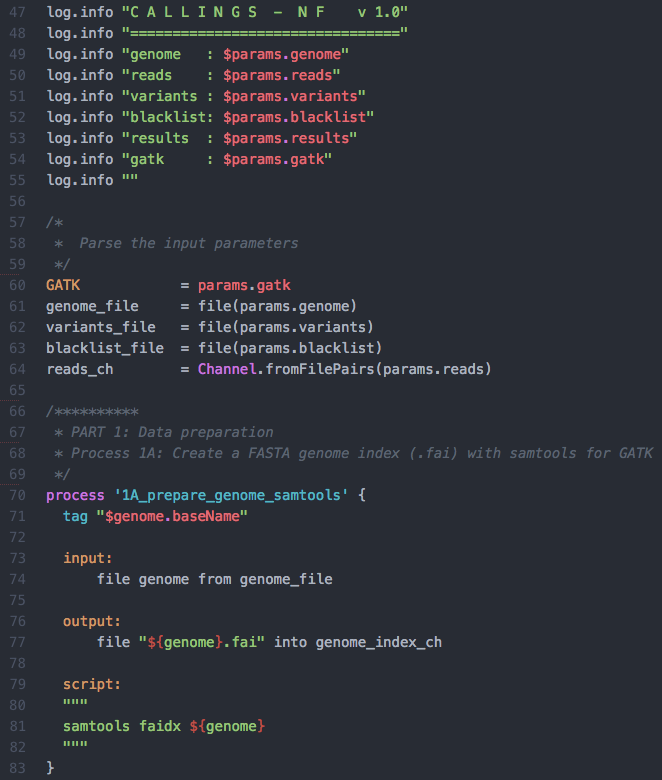 47 log.info "C A L L I N G S  -  N F    v 1.0"
48 log.info "================================"
49 log.info "genome   : $params.genome"
50 log.info "reads    : $params.reads"
51 log.info "variants : $params.variants"
52 log.info "blacklist: $params.blacklist"
53 log.info "results  : $params.results"
54 log.info "gatk     : $params.gatk"
55 log.info ""
56
57 /*
58  *  Parse the input parameters
59  */
60 GATK            = params.gatk
61 genome_file     = file(params.genome)
62 variants_file   = file(params.variants)
63 blacklist_file  = file(params.blacklist)
64 reads_ch        = Channel.fromFilePairs(params.reads)
65
66 /**********
67  * PART 1: Data preparation
68  * Process 1A: Create a FASTA genome index (.fai) with samtools for GATK
69  */
70 process '1A_prepare_genome_samtools' {
71   tag "$genome.baseName"
72
73   input:
74       file genome from genome_file
75
76   output:
77       file "${genome}.fai" into genome_index_ch
78
79   script:
80   """
81   samtools faidx ${genome}
82   """
83 }